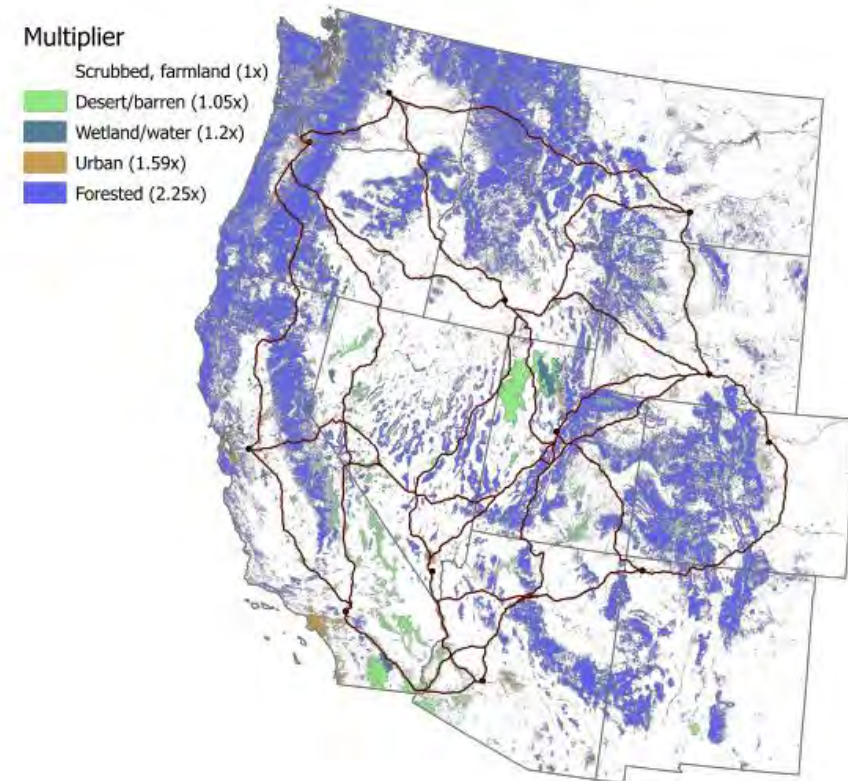 Multiplier
Scrubbed, farmland (1x)
Desert/barren (1.05x)
Wetland/water (1.2x)
Urban (1.59x)
Forested (2.25x)